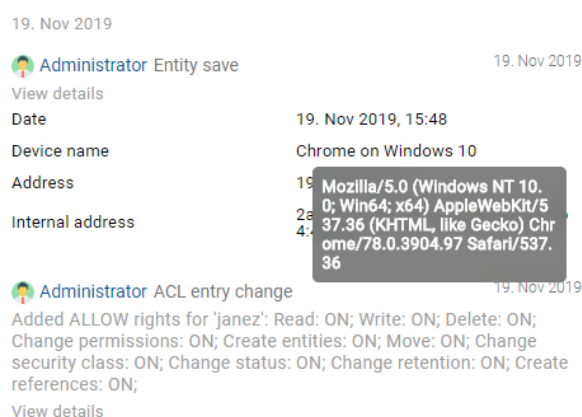 19. Nov 2019
Administrator Entity save 19. Nov 2019
View details
Date 19. Nov 2019, 15:48
Device name Chrome on Windows 10
Address 19
Internal address 2a
4:4
Mozilla/5.0 (Windows NT 10.
0; Win64; x64) AppleWebKit/5
37.36 (KHTML, like Gecko) Chr
ome/78.0.3904.97 Safari/537.
36
Administrator ACL entry change 19. Nov 2019
Added ALLOW rights for 'janez': Read: ON; Write: ON; Delete: ON;
Change permissions: ON; Create entities: ON; Move: ON; Change
security class: ON; Change status: ON; Change retention: ON; Create
references: ON;
View details